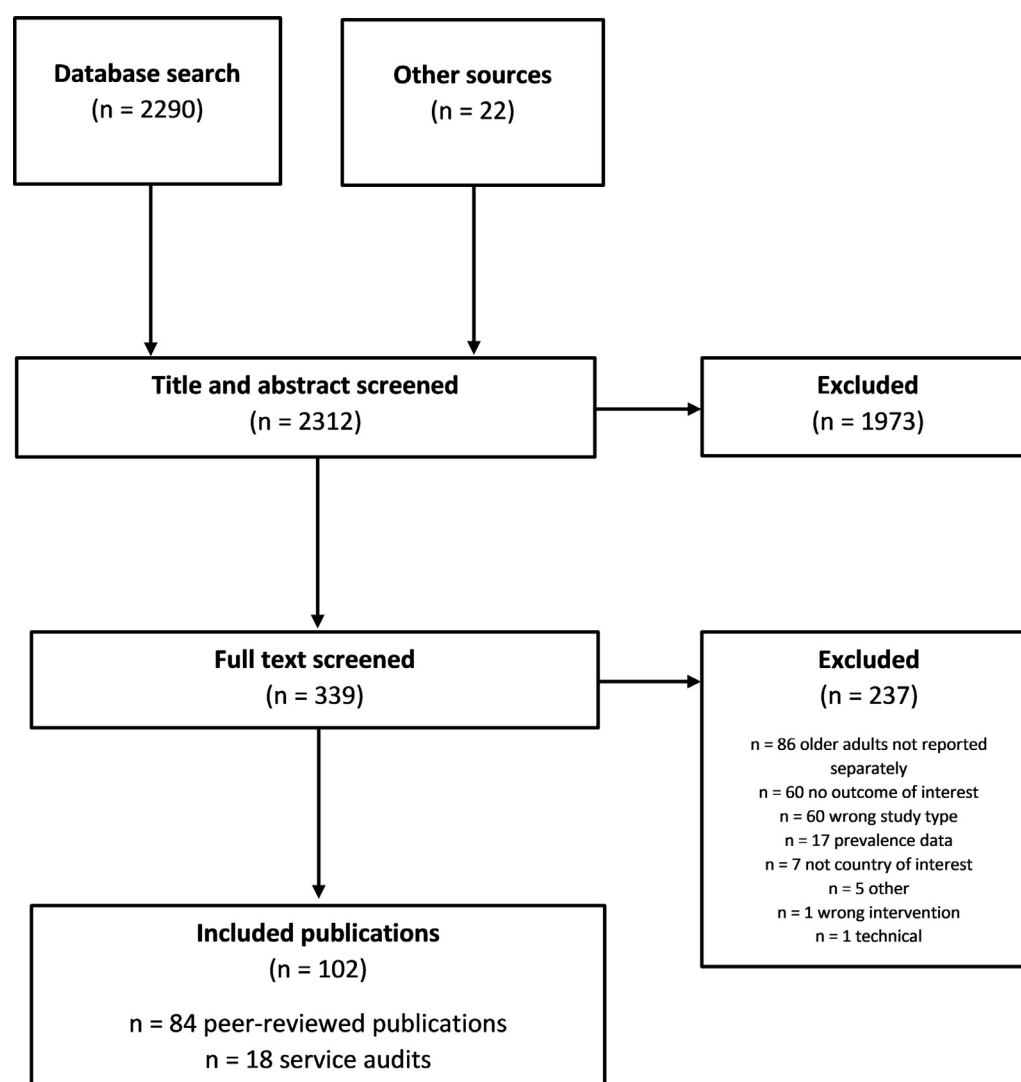 Database search
(n = 2290)
Other sources
(n = 22)
Title and abstract screened
(n = 2312)
Excluded
(n = 1973)
Full text screened
(n = 339)
Excluded
(n = 237)
n = 86 older adults not reported
separately
n = 60 no outcome of interest
n = 60 wrong study type
n = 17 prevalence data
n = 7 not country of interest
n = 5 other
n = 1 wrong intervention
n = 1 technical
Included publications
(n = 102)
n = 84 peer-reviewed publications
n = 18 service audits